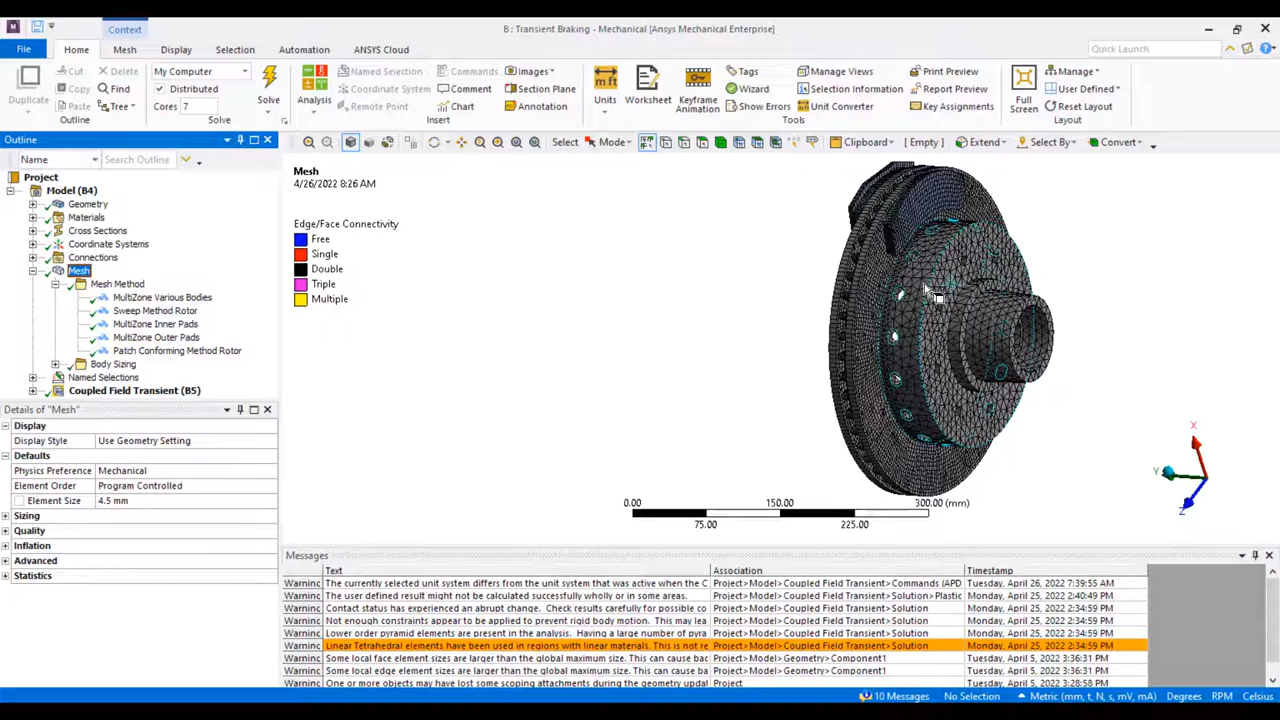 Context
B : Transient Braking - Mechanical [Ansys Mechanical Enterprise]
File Home Mesh Display Selection Automation ANSYS Cloud Quick Launch
Duplicate Cut Delete Copy Find Paste Tree Outline
My Computer Distributed Cores 7 Solve Solve
Analysis Named Selection Coordinate System Remote Point Commands Comment Chart Images Section Plane Annotation Insert
Units Worksheet Keyframe Animation Tags Wizard Show Errors Manage Views Selection Information Unit Converter Print Preview Report Preview Key Assignments Tools
Full Screen Manage User Defined Reset Layout Layout
Outline
Select Mode Clipboard [ Empty ] Extend Select By Convert
Name Search Outline
Project
Model (B4)
Geometry
Materials
Cross Sections
Coordinate Systems
Connections
Mesh
Mesh Method
MultiZone Various Bodies
Sweep Method Rotor
MultiZone Inner Pads
MultiZone Outer Pads
Patch Conforming Method Rotor
Body Sizing
Named Selections
Coupled Field Transient (B5)
Details of "Mesh"
Display
Display Style Use Geometry Setting
Defaults
Physics Preference Mechanical
Element Order Program Controlled
Element Size 4.5 mm
Sizing
Quality
Inflation
Advanced
Statistics
Mesh
4/26/2022 8:26 AM
Edge/Face Connectivity
Free
Single
Double
Triple
Multiple
0.00 150.00 300.00 (mm)
75.00 225.00
X
Y
Z
Messages
Text Association Timestamp
Warninc The currently selected unit system differs from the unit system that was active when the C Project>Model>Coupled Field Transient>Commands (APD Tuesday, April 26, 2022 7:39:55 AM
Warninc The user defined result might not be calculated successfully wholly or in some areas. Project>Model>Coupled Field Transient>Solution>Plastic Monday, April 25, 2022 2:40:49 PM
Warninc Contact status has experienced an abrupt change. Check results carefully for possible co Project>Model>Coupled Field Transient>Solution Monday, April 25, 2022 2:34:59 PM
Warninc Not enough constraints appear to be applied to prevent rigid body motion. This may lea Project>Model>Coupled Field Transient>Solution Monday, April 25, 2022 2:34:59 PM
Warninc Lower order pyramid elements are present in the analysis. Having a large number of pyra Project>Model>Coupled Field Transient>Solution Monday, April 25, 2022 2:34:59 PM
Warninc Linear Tetrahedral elements have been used in regions with linear materials. This is not re Project>Model>Coupled Field Transient>Solution Monday, April 25, 2022 2:34:59 PM
Warninc Some local face element sizes are larger than the global maximum size. This can cause bac Project>Model>Geometry>Component1 Tuesday, April 5, 2022 3:36:31 PM
Warninc Some local edge element sizes are larger than the global maximum size. This can cause ba Project>Model>Geometry>Component1 Tuesday, April 5, 2022 3:36:31 PM
Warninc One or more objects may have lost some scoping attachments during the geometry updat Project Tuesday, April 5, 2022 3:28:58 PM
10 Messages No Selection Metric (mm, t, N, s, mV, mA) Degrees RPM Celsius